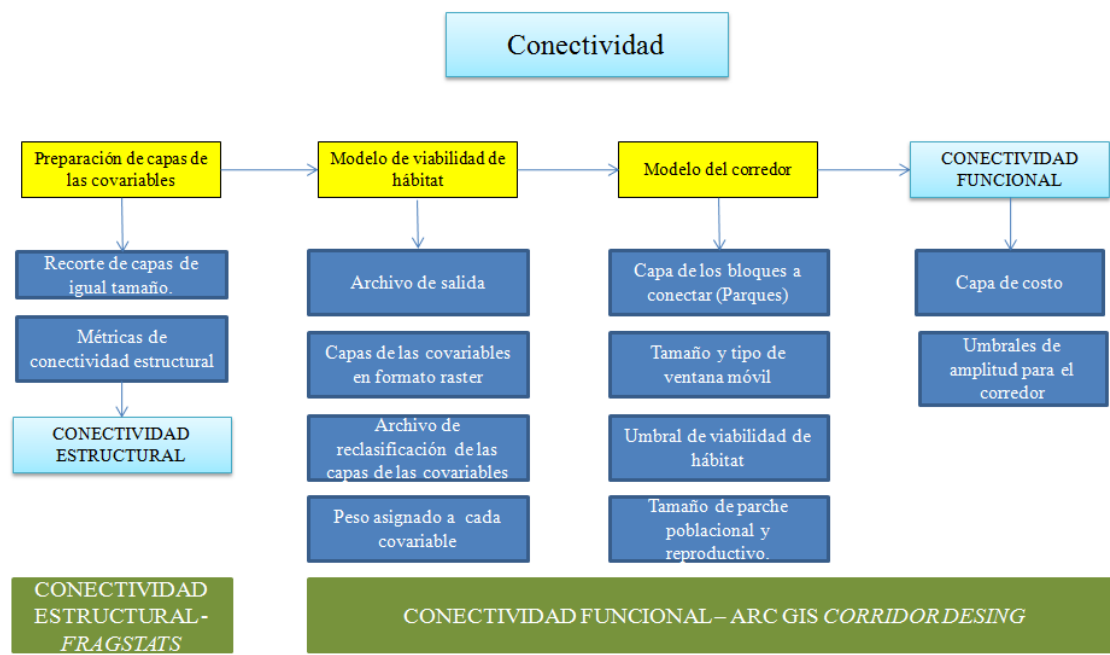 Conectividad
Preparación de capas de
las covariables
Modelo de viabilidad de
hábitat
Modelo del corredor
CONECTIVIDAD
FUNCIONAL
Recorte de capas de
igual tamaño.
Métricas de
conectividad estructural
CONECTIVIDAD
ESTRUCTURAL
Archivo de salida
Capas de las covariables
en formato raster
Archivo de
reclasificación de las
capas de las covariables
Peso asignado a cada
covariable
Capa de los bloques a
conectar (Parques)
Tamaño y tipo de
ventana móvil
Umbral de viabilidad de
hábitat
Tamaño de parche
poblacional y
reproductivo.
Capa de costo
Umbrales de
amplitud para el
corredor
CONECTIVIDAD
ESTRUCTURAL-
FRAGSTATS
CONECTIVIDAD FUNCIONAL – ARC GIS CORRIDOR DESING